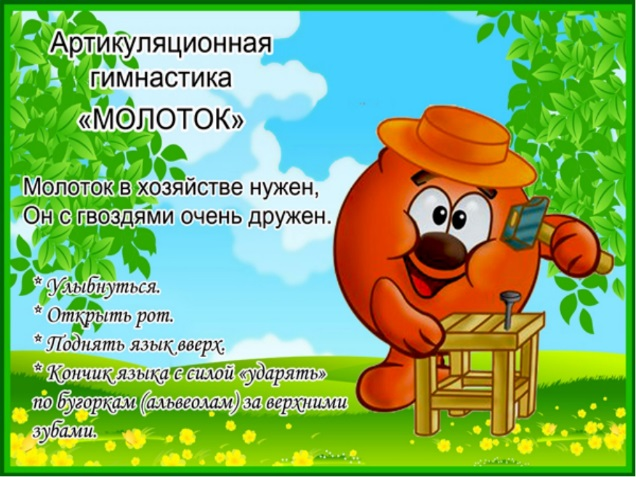 Артикуляционная
гимнастика
«МОЛОТОК»
Молоток в хозяйстве нужен,
Он с гвоздями очень дружен.
* Улыбнуться.
* Открыть рот.
* Поднять язык вверх.
* Кончик языка с силой «ударять»
по бугоркам (альвеолам) за верхними
зубами.